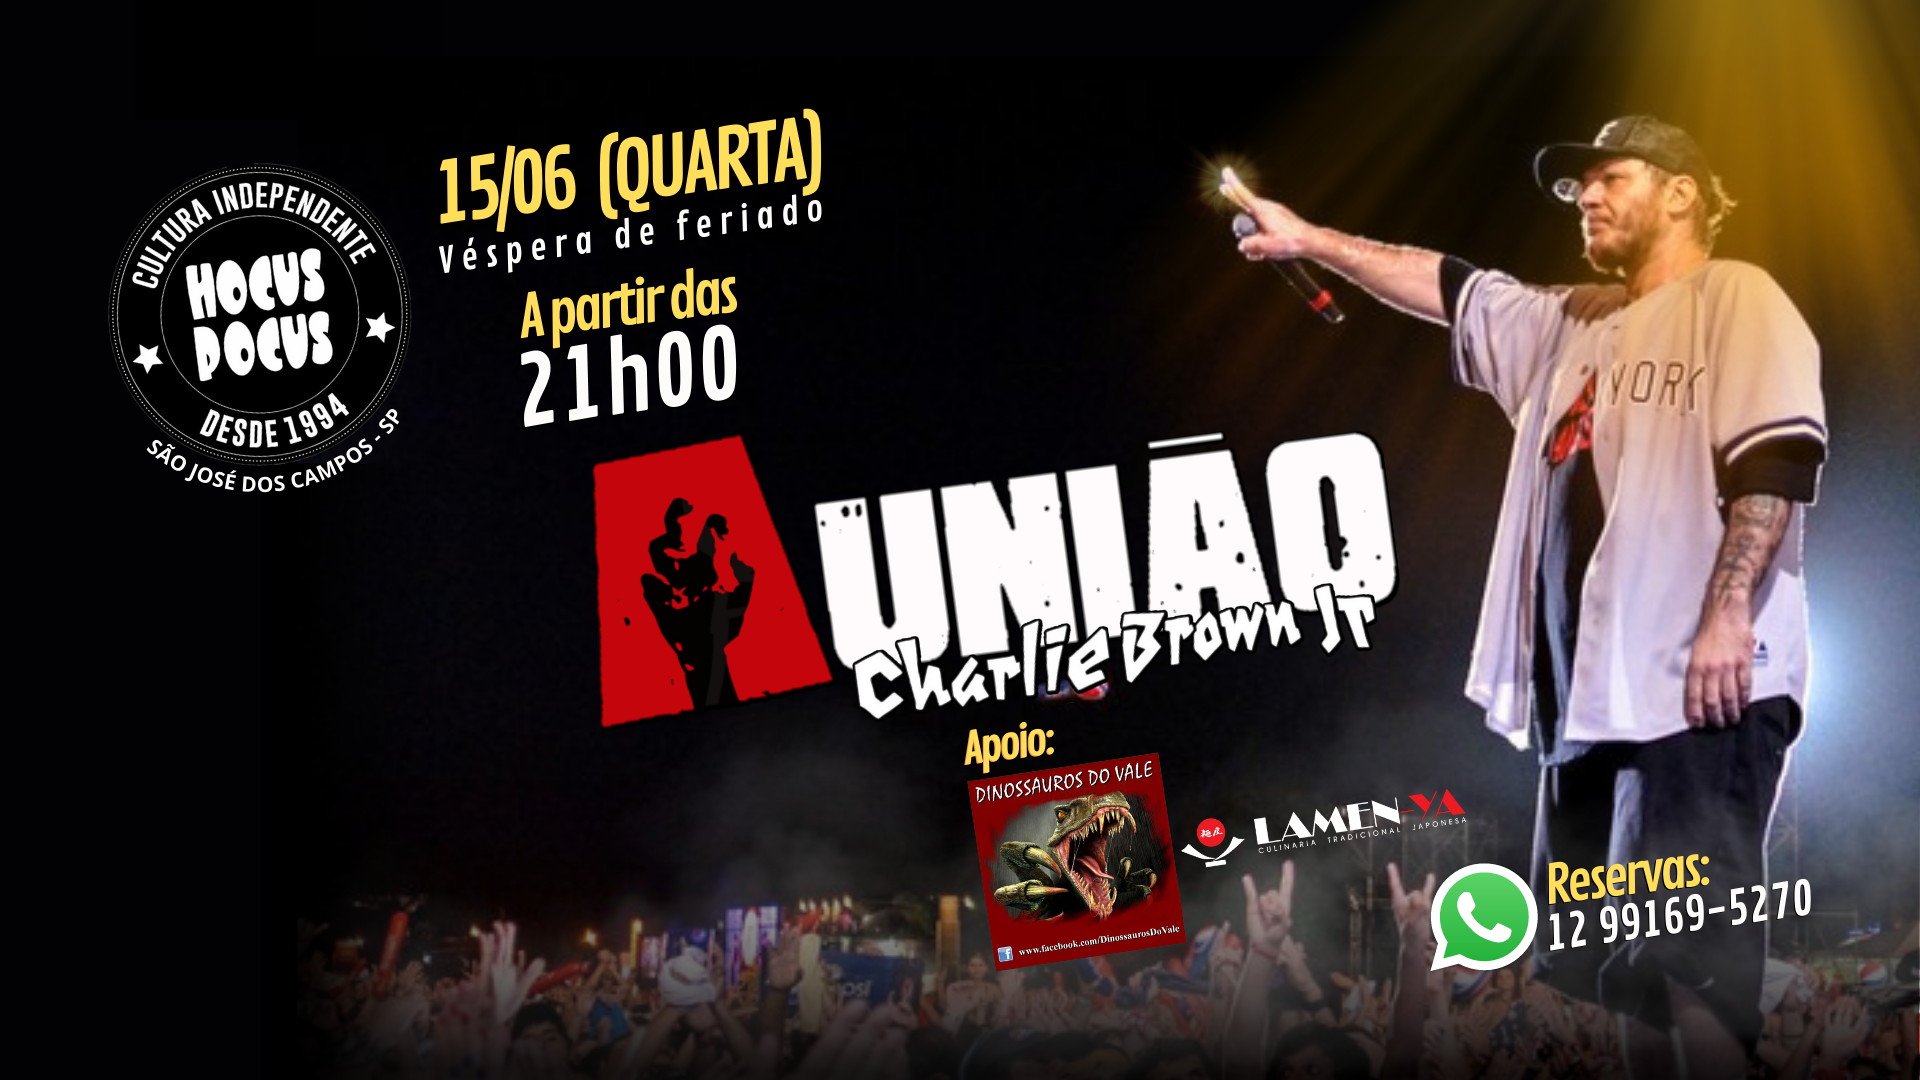 CULTURA INDEPENDENTE
HOCUS
POCUS
DESDE 1994
SÃO JOSÉ DOS CAMPOS - SP
15/06 (QUARTA)
Véspera de feriado
A partir das
21h00
A UNIÃO
Charlie Brown Jr
YORK
Apoio:
DINOSSAUROS DO VALE
www.facebook.com/DinossaurosDoVale
LAMEN-YA
CULINARIA TRADICIONAL JAPONESA
Reservas:
12 99169-5270